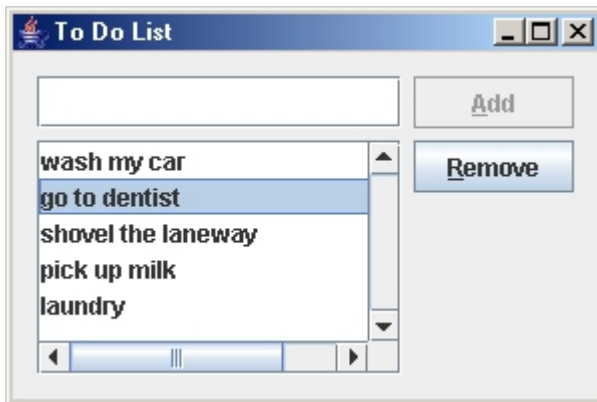 To Do List
Add
wash my car
go to dentist
shovel the laneway
pick up milk
laundry
Remove